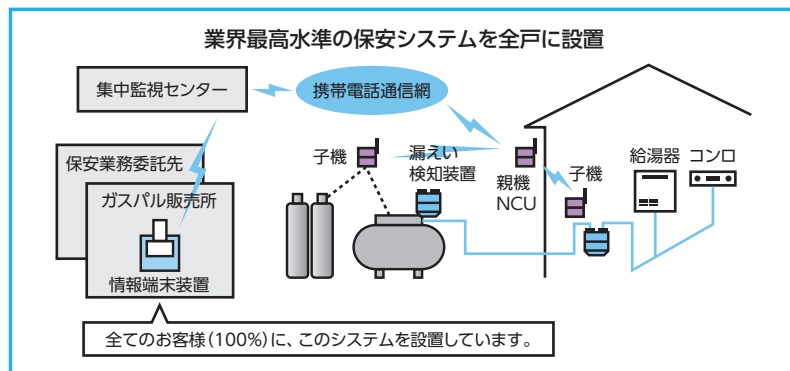 業界最高水準の保安システムを全戸に設置
集中監視センター
携帯電話通信網
保安業務委託先
ガスパル販売所
情報端末装置
子機
漏えい
検知装置
親機
NCU
子機
給湯器
コンロ
全てのお客様(100%)に、このシステムを設置しています。